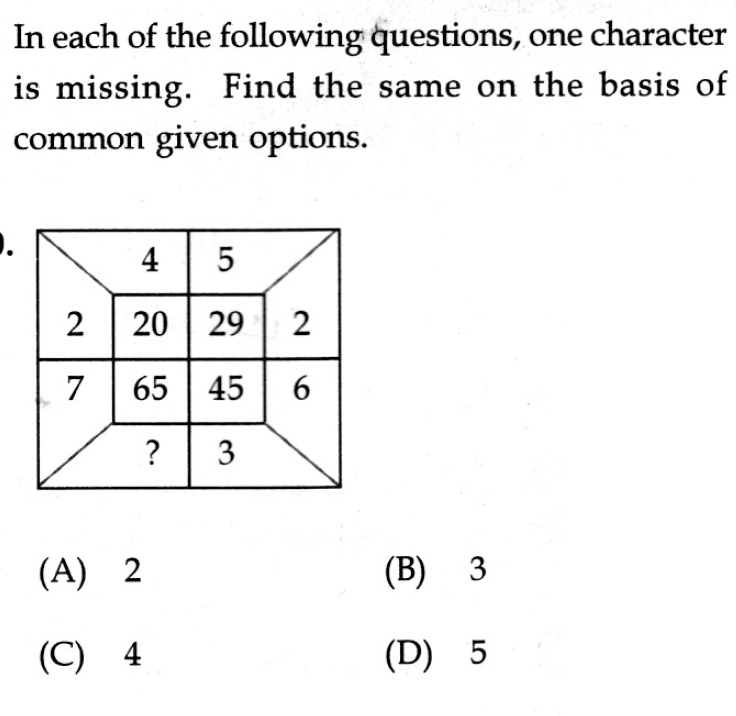 In each of the following questions, one character
is missing. Find the same on the basis of
common given options.
4 5
2 20 29 2
7 65 45 6
? 3
(A) 2 (B) 3
(C) 4 (D) 5